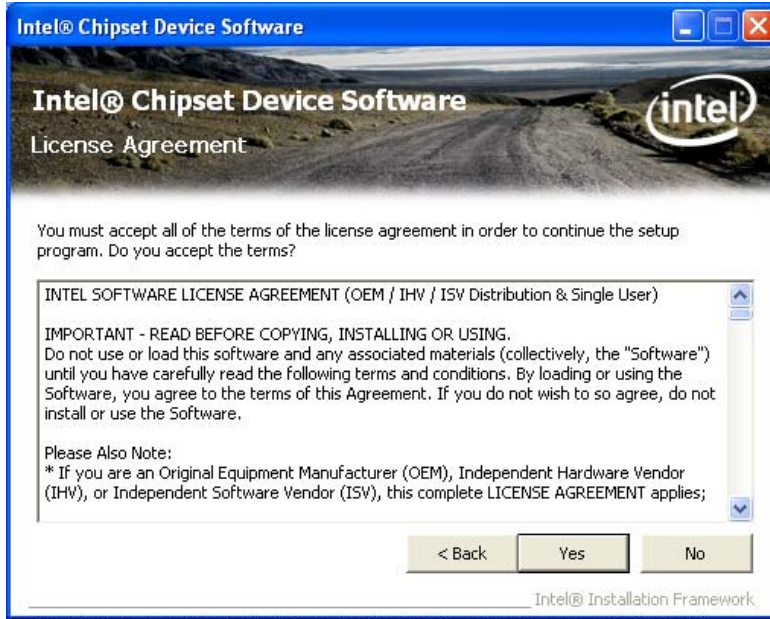 Intel® Chipset Device Software
Intel® Chipset Device Software
intel
License Agreement
You must accept all of the terms of the license agreement in order to continue the setup
program. Do you accept the terms?
INTEL SOFTWARE LICENSE AGREEMENT (OEM / IHV / ISV Distribution & Single User)
IMPORTANT - READ BEFORE COPYING, INSTALLING OR USING.
Do not use or load this software and any associated materials (collectively, the "Software")
until you have carefully read the following terms and conditions. By loading or using the
Software, you agree to the terms of this Agreement. If you do not wish to so agree, do not
install or use the Software.
Please Also Note:
* If you are an Original Equipment Manufacturer (OEM), Independent Hardware Vendor
(IHV), or Independent Software Vendor (ISV), this complete LICENSE AGREEMENT applies;
< Back
Yes
No
Intel® Installation Framework